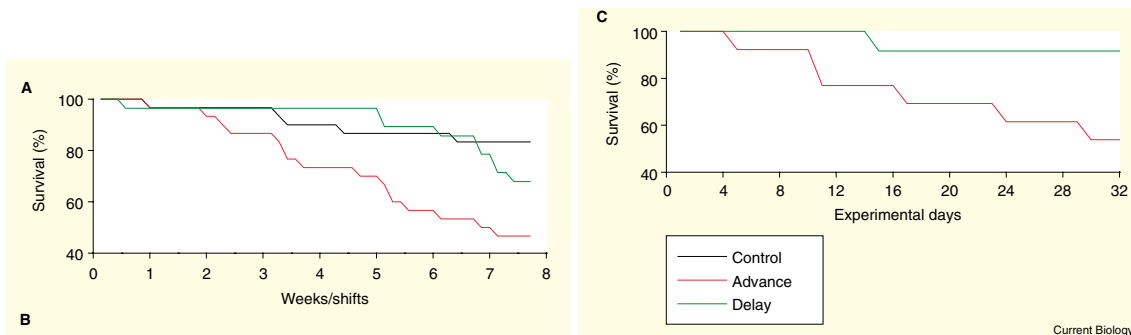 A
Survival (%)
100
80
60
40
0 1 2 3 4 5 6 7 8
Weeks/shifts
B
C
Survival (%)
100
80
60
40
0 4 8 12 16 20 24 28 32
Experimental days
Control
Advance
Delay
Current Biology